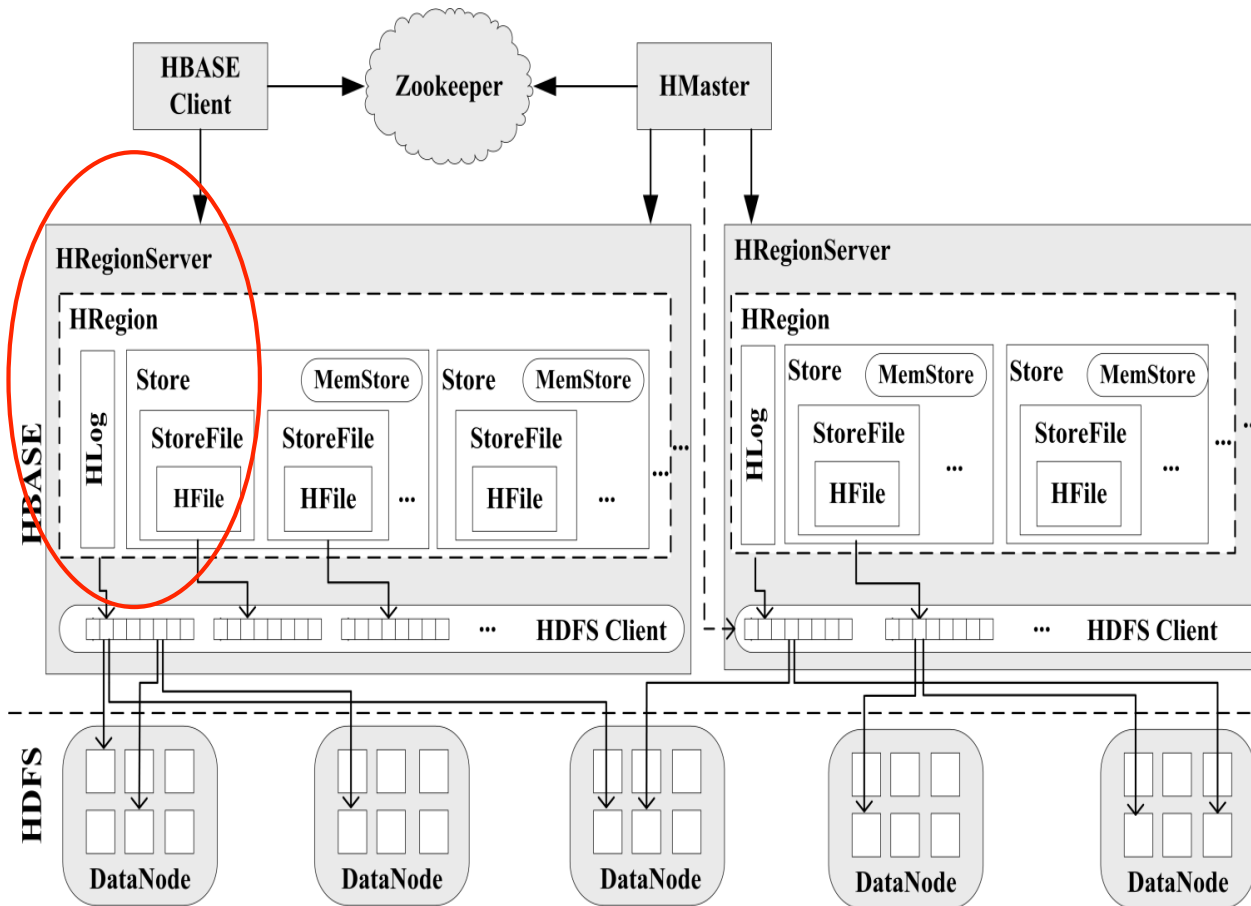 HBASE
Client
Zookeeper
HMaster
HBASE
HRegionServer
HRegion
HLog
Store
MemStore
StoreFile
HFile
StoreFile
HFile
...
Store
MemStore
StoreFile
HFile
...
...
...
HDFS Client
...
HRegionServer
HRegion
HLog
Store
MemStore
StoreFile
HFile
...
Store
MemStore
StoreFile
HFile
...
...
...
HDFS Client
...
HDFS
DataNode
DataNode
DataNode
DataNode
DataNode